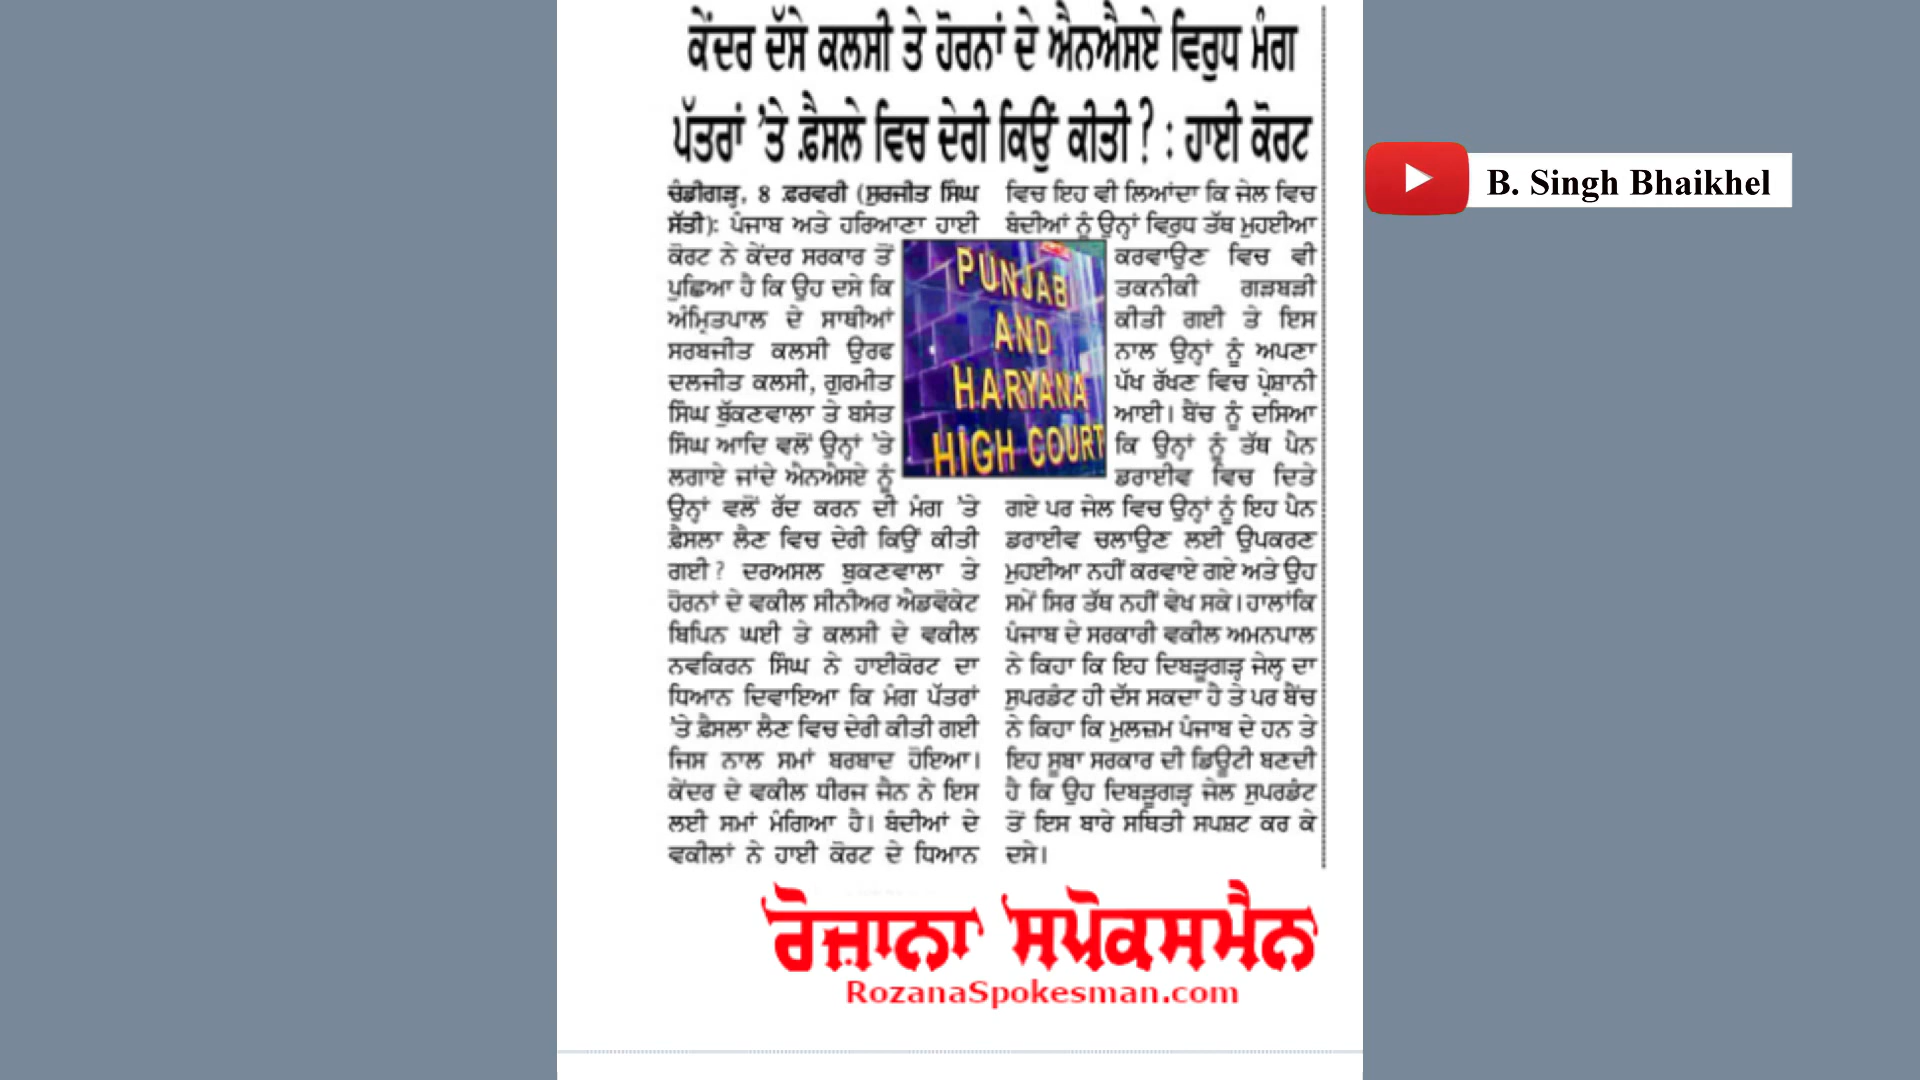 ਕੇਂਦਰ ਦੱਸੇ ਕਲਸੀ ਤੇ ਹੋਰਨਾਂ ਦੇ ਐਨਐਸਏ ਵਿਰੁਧ ਮੰਗ
ਪੱਤਰਾਂ 'ਤੇ ਫ਼ੈਸਲੇ ਵਿਚ ਦੇਰੀ ਕਿਉਂ ਕੀਤੀ? : ਹਾਈ ਕੋਰਟ
ਚੰਡੀਗੜ੍ਹ, 8 ਫ਼ਰਵਰੀ (ਸੁਰਜੀਤ ਸਿੰਘ
ਸੱਤੀ): ਪੰਜਾਬ ਅਤੇ ਹਰਿਆਣਾ ਹਾਈ
ਕੋਰਟ ਨੇ ਕੇਂਦਰ ਸਰਕਾਰ ਤੋਂ
ਪੁਛਿਆ ਹੈ ਕਿ ਉਹ ਦਸੇ ਕਿ
ਅੰਮ੍ਰਿਤਪਾਲ ਦੇ ਸਾਥੀਆਂ
ਸਰਬਜੀਤ ਕਲਸੀ ਉਰਫ
ਦਲਜੀਤ ਕਲਸੀ, ਗੁਰਮੀਤ
ਸਿੰਘ ਬੁੱਕਣਵਾਲਾ ਤੇ ਬਸੰਤ
ਸਿੰਘ ਆਦਿ ਵਲੋਂ ਉਨ੍ਹਾਂ 'ਤੇ
ਲਗਾਏ ਜਾਂਦੇ ਐਨਐਸਏ ਨੂੰ
ਉਨ੍ਹਾਂ ਵਲੋਂ ਰੱਦ ਕਰਨ ਦੀ ਮੰਗ 'ਤੇ
ਫ਼ੈਸਲਾ ਲੈਣ ਵਿਚ ਦੇਰੀ ਕਿਉਂ ਕੀਤੀ
ਗਈ? ਦਰਅਸਲ ਬੁਕਣਵਾਲਾ ਤੇ
ਹੋਰਨਾਂ ਦੇ ਵਕੀਲ ਸੀਨੀਅਰ ਐਡਵੋਕੇਟ
ਬਿਪਿਨ ਘਈ ਤੇ ਕਲਸੀ ਦੇ ਵਕੀਲ
ਨਵਕਿਰਨ ਸਿੰਘ ਨੇ ਹਾਈਕੋਰਟ ਦਾ
ਧਿਆਨ ਦਿਵਾਇਆ ਕਿ ਮੰਗ ਪੱਤਰਾਂ
'ਤੇ ਫ਼ੈਸਲਾ ਲੈਣ ਵਿਚ ਦੇਰੀ ਕੀਤੀ ਗਈ
ਜਿਸ ਨਾਲ ਸਮਾਂ ਬਰਬਾਦ ਹੋਇਆ।
ਕੇਂਦਰ ਦੇ ਵਕੀਲ ਧੀਰਜ ਜੈਨ ਨੇ ਇਸ
ਲਈ ਸਮਾਂ ਮੰਗਿਆ ਹੈ। ਬੰਦੀਆਂ ਦੇ
ਵਕੀਲਾਂ ਨੇ ਹਾਈ ਕੋਰਟ ਦੇ ਧਿਆਨ
ਵਿਚ ਇਹ ਵੀ ਲਿਆਂਦਾ ਕਿ ਜੇਲ ਵਿਚ
ਬੰਦੀਆਂ ਨੂੰ ਉਨ੍ਹਾਂ ਵਿਰੁਧ ਤੱਥ ਮੁਹਈਆ
ਕਰਵਾਉਣ ਵਿਚ ਵੀ
ਤਕਨੀਕੀ ਗੜਬੜੀ
ਕੀਤੀ ਗਈ ਤੇ ਇਸ
ਨਾਲ ਉਨ੍ਹਾਂ ਨੂੰ ਅਪਣਾ
ਪੱਖ ਰੱਖਣ ਵਿਚ ਪ੍ਰੇਸ਼ਾਨੀ
ਆਈ। ਬੈਂਚ ਨੂੰ ਦਸਿਆ
ਕਿ ਉਨ੍ਹਾਂ ਨੂੰ ਤੱਥ ਪੈਨ
ਡਰਾਈਵ ਵਿਚ ਦਿਤੇ
ਗਏ ਪਰ ਜੇਲ ਵਿਚ ਉਨ੍ਹਾਂ ਨੂੰ ਇਹ ਪੈਨ
ਡਰਾਈਵ ਚਲਾਉਣ ਲਈ ਉਪਕਰਣ
ਮੁਹਈਆ ਨਹੀਂ ਕਰਵਾਏ ਗਏ ਅਤੇ ਉਹ
ਸਮੇਂ ਸਿਰ ਤੱਥ ਨਹੀਂ ਵੇਖ ਸਕੇ। ਹਾਲਾਂਕਿ
ਪੰਜਾਬ ਦੇ ਸਰਕਾਰੀ ਵਕੀਲ ਅਮਨਪਾਲ
ਨੇ ਕਿਹਾ ਕਿ ਇਹ ਦਿਬੜੂਗੜ੍ਹ ਜੇਲ੍ਹ ਦਾ
ਸੁਪਰਡੰਟ ਹੀ ਦੱਸ ਸਕਦਾ ਹੈ ਤੇ ਪਰ ਬੈਂਚ
ਨੇ ਕਿਹਾ ਕਿ ਮੁਲਜ਼ਮ ਪੰਜਾਬ ਦੇ ਹਨ ਤੇ
ਇਹ ਸੂਬਾ ਸਰਕਾਰ ਦੀ ਡਿਊਟੀ ਬਣਦੀ
ਹੈ ਕਿ ਉਹ ਦਿਬੜੂਗੜ੍ਹ ਜੇਲ ਸੁਪਰਡੰਟ
ਤੋਂ ਇਸ ਬਾਰੇ ਸਥਿਤੀ ਸਪਸ਼ਟ ਕਰ ਕੇ
ਦਸੇ।
PUNJAB
AND
HARYANA
HIGH COURT
ਰੋਜ਼ਾਨਾ ਸਪੋਕਸਮੈਨ
RozanaSpokesman.com
B. Singh Bhaikhel